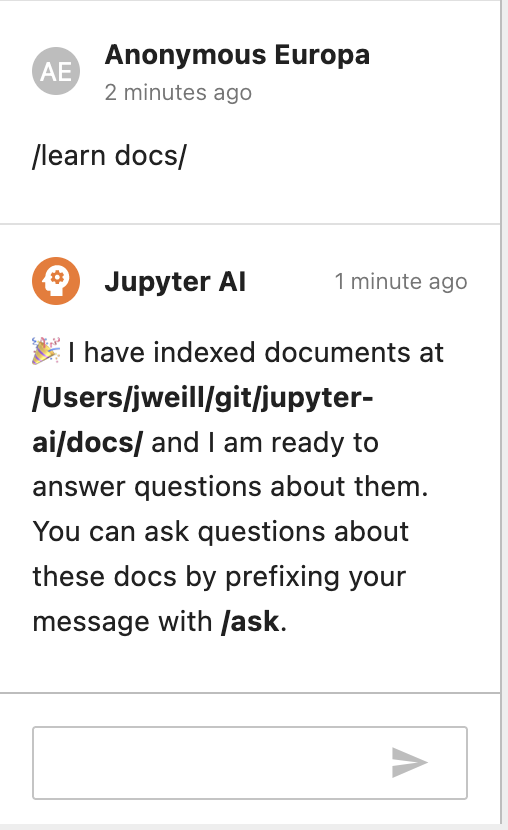 AE
Anonymous Europa
2 minutes ago
/learn docs/
Jupyter AI
1 minute ago
🎉 I have indexed documents at
/Users/jweill/git/jupyter-
ai/docs/ and I am ready to
answer questions about them.
You can ask questions about
these docs by prefixing your
message with /ask.